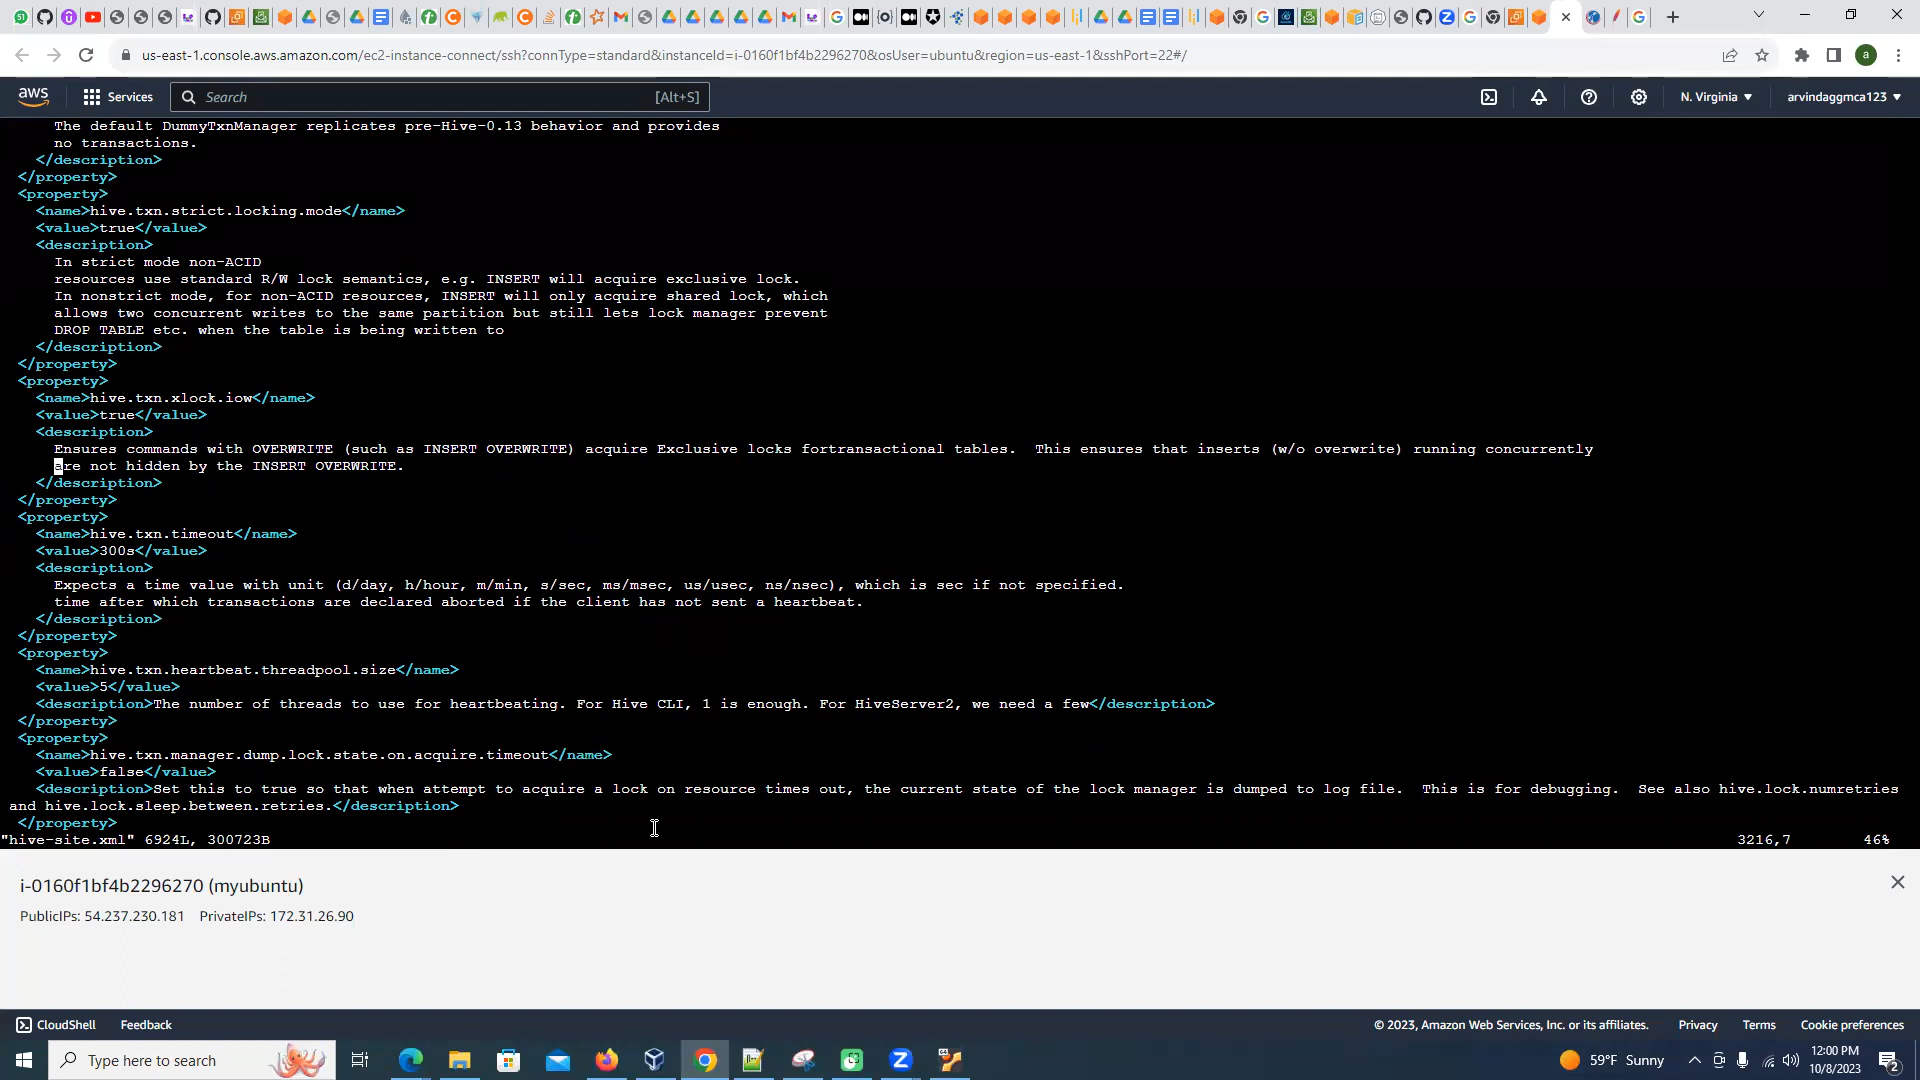 us-east-1.console.aws.amazon.com/ec2-instance-connect/ssh?connType=standard&instanceId=i-0160f1bf4b2296270&osUser=ubuntu&region=us-east-1&sshPort=22#/
a
aws
Services
Search
[Alt+S]
N. Virginia
arvindaggmca123
The default DummyTxnManager replicates pre-Hive-0.13 behavior and provides
no transactions.
</description>
</property>
<property>
<name>hive.txn.strict.locking.mode</name>
<value>true</value>
<description>
In strict mode non-ACID
resources use standard R/W lock semantics, e.g. INSERT will acquire exclusive lock.
In nonstrict mode, for non-ACID resources, INSERT will only acquire shared lock, which
allows two concurrent writes to the same partition but still lets lock manager prevent
DROP TABLE etc. when the table is being written to
</description>
</property>
<property>
<name>hive.txn.xlock.iow</name>
<value>true</value>
<description>
Ensures commands with OVERWRITE (such as INSERT OVERWRITE) acquire Exclusive locks fortransactional tables.  This ensures that inserts (w/o overwrite) running concurrently
are not hidden by the INSERT OVERWRITE.
</description>
</property>
<property>
<name>hive.txn.timeout</name>
<value>300s</value>
<description>
Expects a time value with unit (d/day, h/hour, m/min, s/sec, ms/msec, us/usec, ns/nsec), which is sec if not specified.
time after which transactions are declared aborted if the client has not sent a heartbeat.
</description>
</property>
<property>
<name>hive.txn.heartbeat.threadpool.size</name>
<value>5</value>
<description>The number of threads to use for heartbeating. For Hive CLI, 1 is enough. For HiveServer2, we need a few</description>
</property>
<property>
<name>hive.txn.manager.dump.lock.state.on.acquire.timeout</name>
<value>false</value>
<description>Set this to true so that when attempt to acquire a lock on resource times out, the current state of the lock manager is dumped to log file.  This is for debugging.  See also hive.lock.numretries
and hive.lock.sleep.between.retries.</description>
</property>
"hive-site.xml" 6924L, 300723B
3216,7
46%
i-0160f1bf4b2296270 (myubuntu)
PublicIPs: 54.237.230.181
PrivateIPs: 172.31.26.90
CloudShell
Feedback
© 2023, Amazon Web Services, Inc. or its affiliates.
Privacy
Terms
Cookie preferences
Type here to search
59°F Sunny
12:00 PM
10/8/2023
2